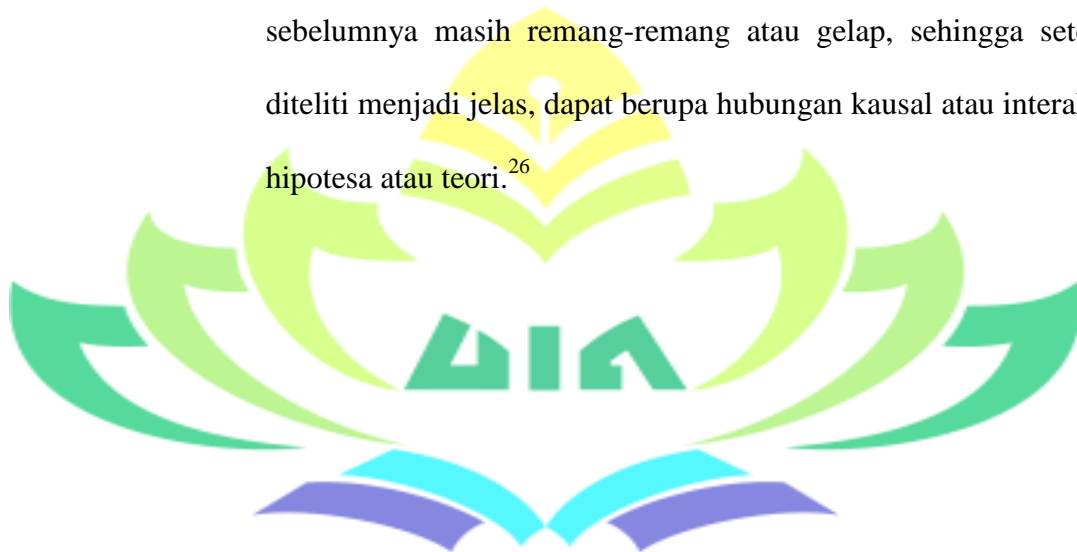 sebelumnya masih remang-remang atau gelap, sehingga sete
diteliti menjadi jelas, dapat berupa hubungan kausal atau intera
hipotesa atau teori.26
UIN